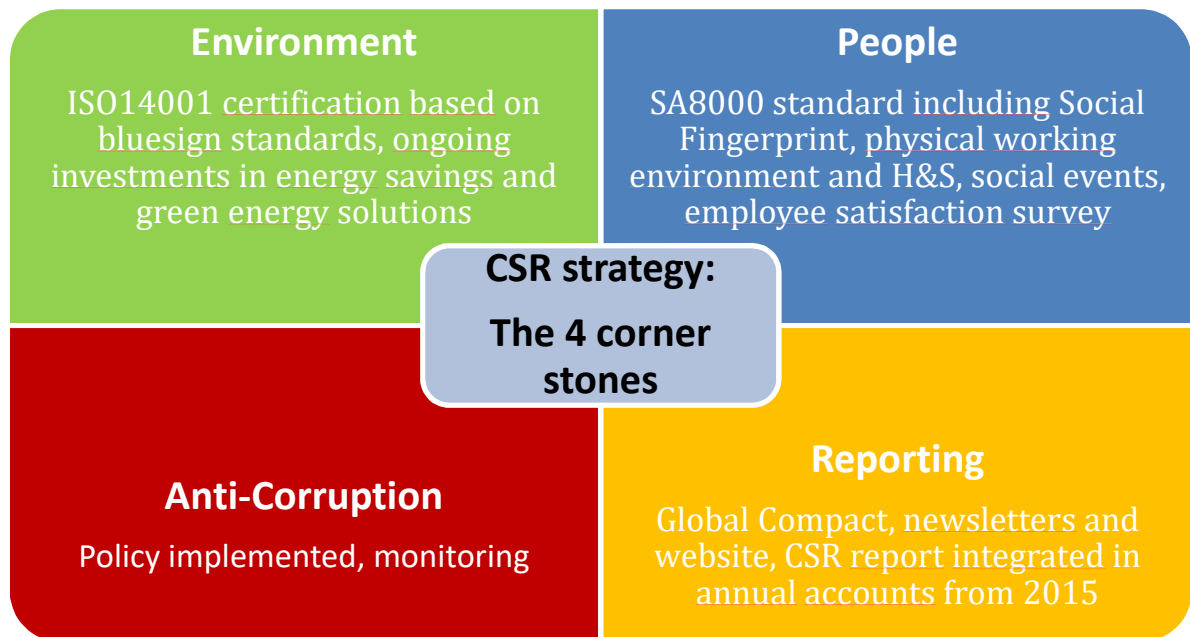 Environment
ISO14001 certification based on
bluesign standards, ongoing
investments in energy savings and
green energy solutions
People
SA8000 standard including Social
Fingerprint, physical working
environment and H&S, social events,
employee satisfaction survey
CSR strategy:
The 4 corner
stones
Anti-Corruption
Policy implemented, monitoring
Reporting
Global Compact, newsletters and
website, CSR report integrated in
annual accounts from 2015